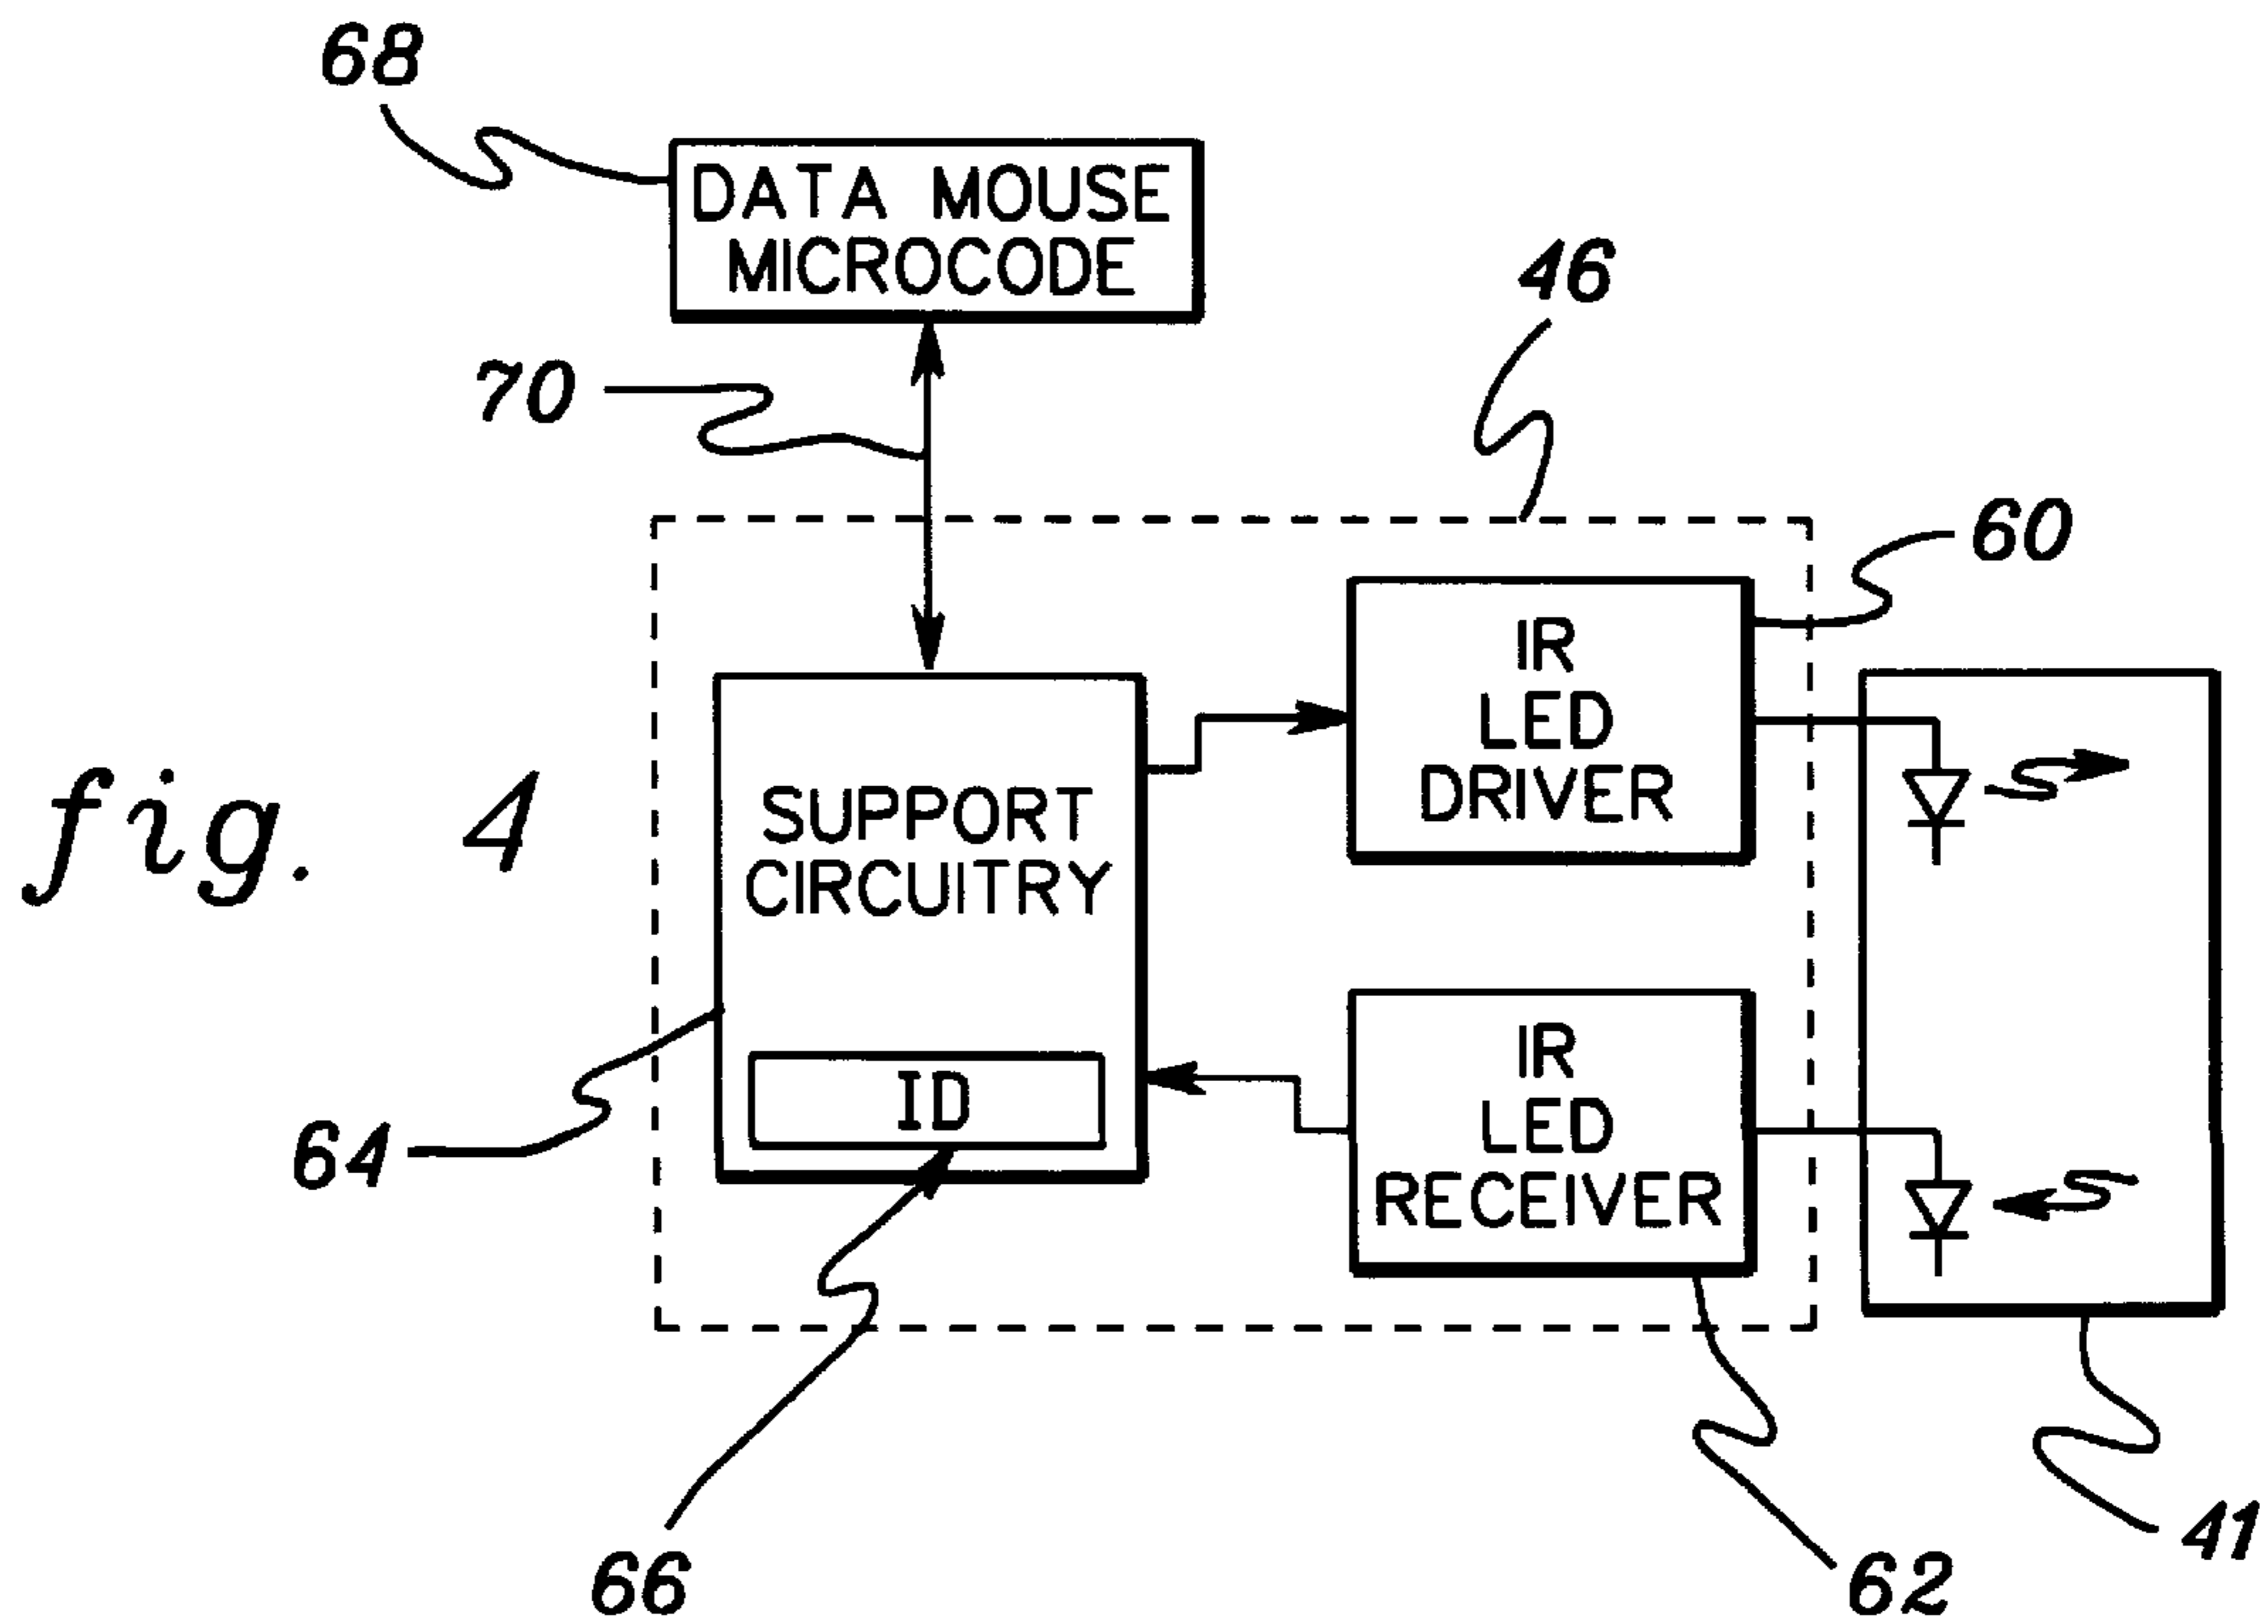 68
DATA MOUSE
MICROCODE
46
70
60
IR
LED
DRIVER
fig. 4
SUPPORT
CIRCUITRY
ID
IR
LED
RECEIVER
64
66
62
41